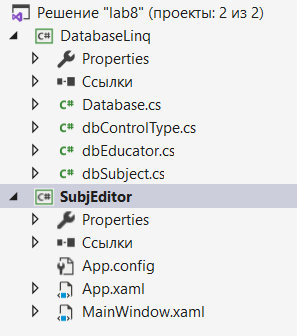 Решение "lab8" (проекты: 2 из 2)
DatabaseLinq
Properties
Ссылки
Database.cs
dbControlType.cs
dbEducator.cs
dbSubject.cs
SubjEditor
Properties
Ссылки
App.config
App.xaml
MainWindow.xaml